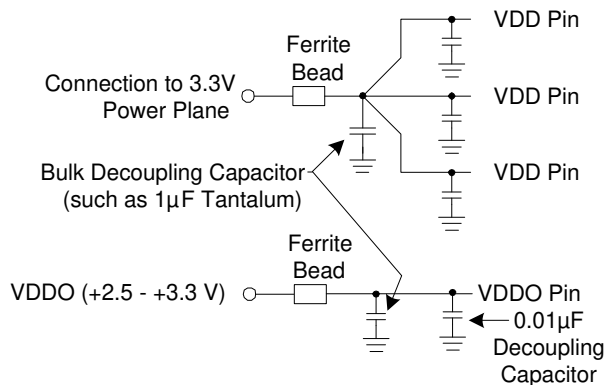 VDD Pin
Ferrite
Bead
Connection to 3.3V
Power Plane
VDD Pin
Bulk Decoupling Capacitor
(such as 1µF Tantalum)
VDD Pin
Ferrite
Bead
VDDO (+2.5 - +3.3 V)
VDDO Pin
0.01µF
Decoupling
Capacitor